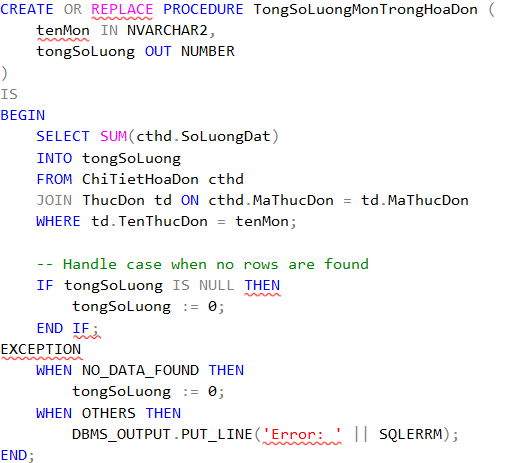 CREATE OR REPLACE PROCEDURE TongSoLuongMonTrongHoaDon (
    tenMon IN NVARCHAR2,
    tongSoLuong OUT NUMBER
)
IS
BEGIN
    SELECT SUM(cthd.SoLuongDat)
    INTO tongSoLuong
    FROM ChiTietHoaDon cthd
    JOIN ThucDon td ON cthd.MaThucDon = td.MaThucDon
    WHERE td.TenThucDon = tenMon;

    -- Handle case when no rows are found
    IF tongSoLuong IS NULL THEN
        tongSoLuong := 0;
    END IF;
EXCEPTION
    WHEN NO_DATA_FOUND THEN
        tongSoLuong := 0;
    WHEN OTHERS THEN
        DBMS_OUTPUT.PUT_LINE('Error: ' || SQLERRM);
END;